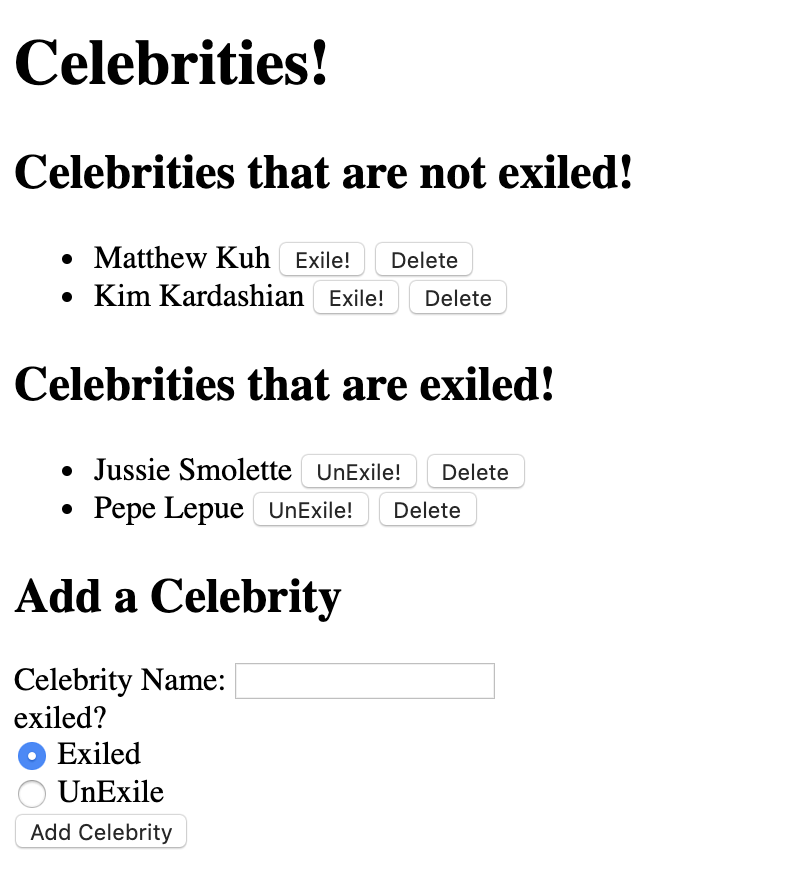 Celebrities!
Celebrities that are not exiled!
Matthew Kuh Exile! Delete
Kim Kardashian Exile! Delete
Celebrities that are exiled!
Jussie Smolette UnExile! Delete
Pepe Lepue UnExile! Delete
Add a Celebrity
Celebrity Name:
exiled?
Exiled
UnExile
Add Celebrity